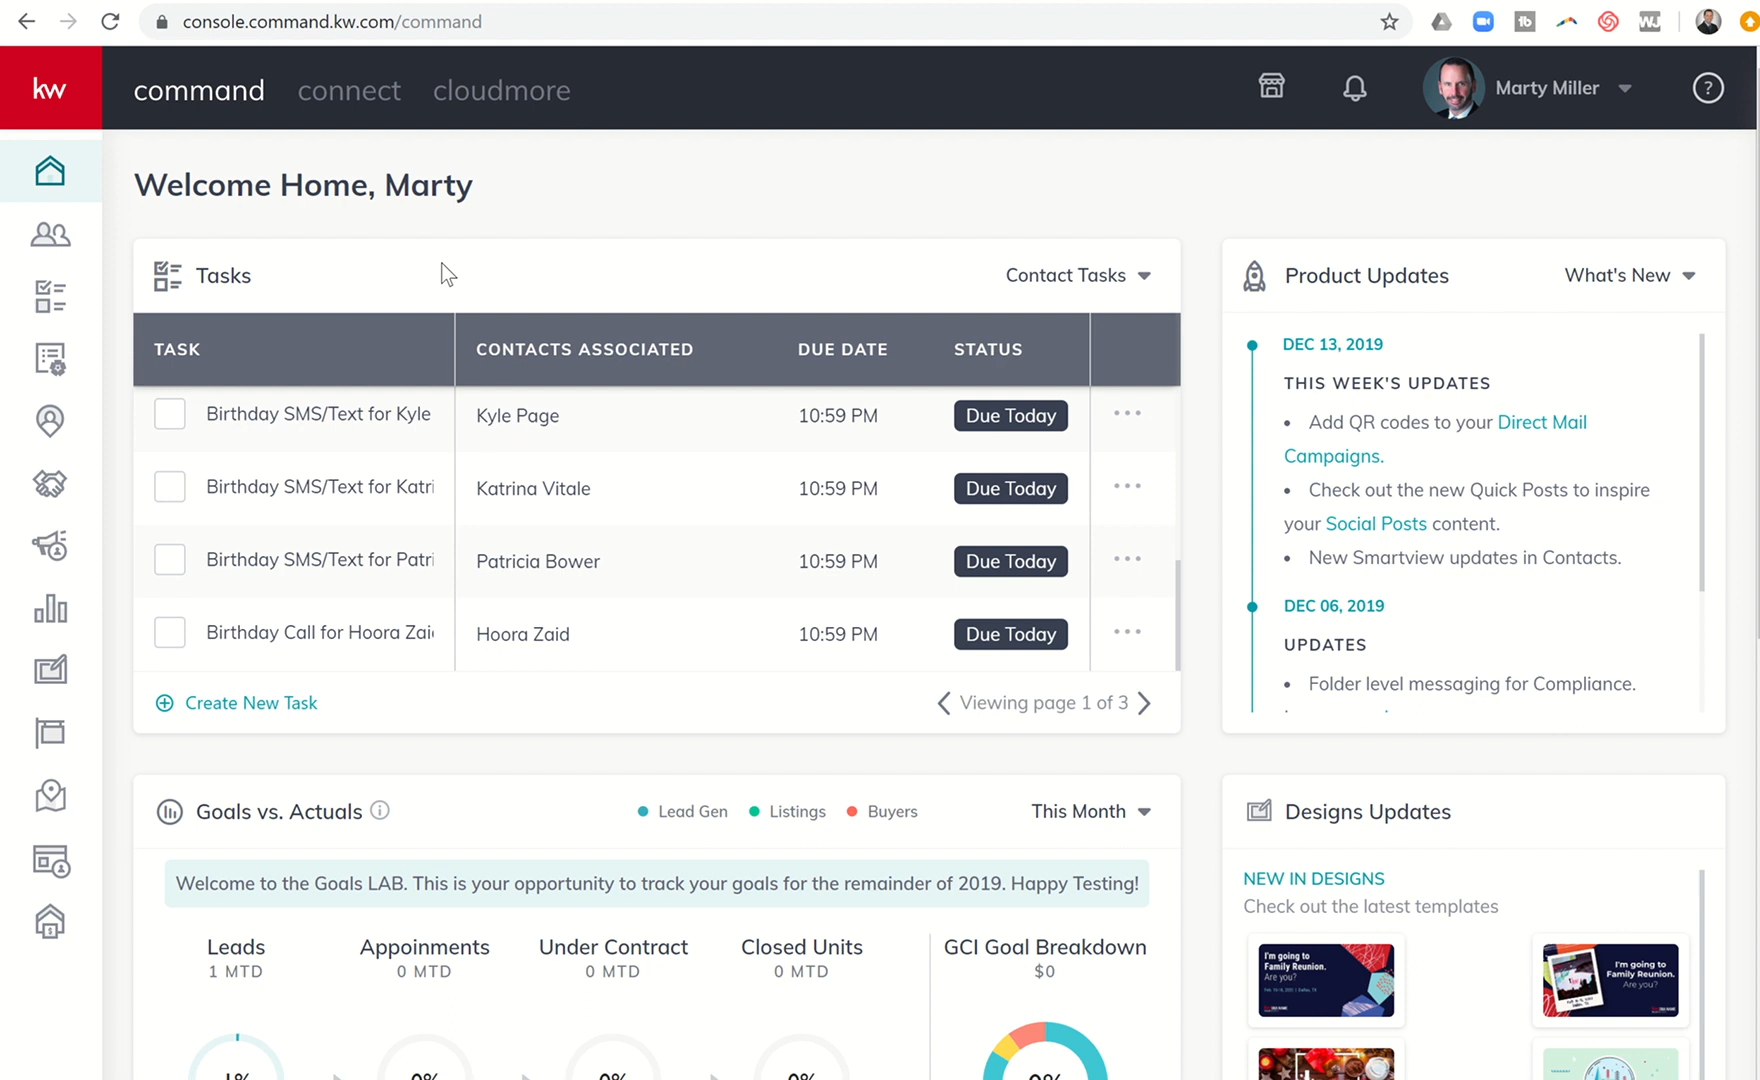 console.command.kw.com/command
tb
WJ
kw
command connect cloudmore
Marty Miller
?
Welcome Home, Marty
Tasks
Contact Tasks
TASK CONTACTS ASSOCIATED DUE DATE STATUS
Birthday SMS/Text for Kyle Kyle Page 10:59 PM Due Today
Birthday SMS/Text for Katri Katrina Vitale 10:59 PM Due Today
Birthday SMS/Text for Patri Patricia Bower 10:59 PM Due Today
Birthday Call for Hoora Zai Hoora Zaid 10:59 PM Due Today
Create New Task
Viewing page 1 of 3
Product Updates
What's New
DEC 13, 2019
THIS WEEK'S UPDATES
• Add QR codes to your Direct Mail
Campaigns.
• Check out the new Quick Posts to inspire
your Social Posts content.
• New Smartview updates in Contacts.
DEC 06, 2019
UPDATES
• Folder level messaging for Compliance.
Goals vs. Actuals
Lead Gen Listings Buyers
This Month
Welcome to the Goals LAB. This is your opportunity to track your goals for the remainder of 2019. Happy Testing!
Leads Appoinments Under Contract Closed Units GCI Goal Breakdown
1 MTD 0 MTD 0 MTD 0 MTD $0
1% 0% 0% 0% 0%
Designs Updates
NEW IN DESIGNS
Check out the latest templates
I'm going to
Family Reunion.
Are you?
I'm going to
Family Reunion.
Are you?